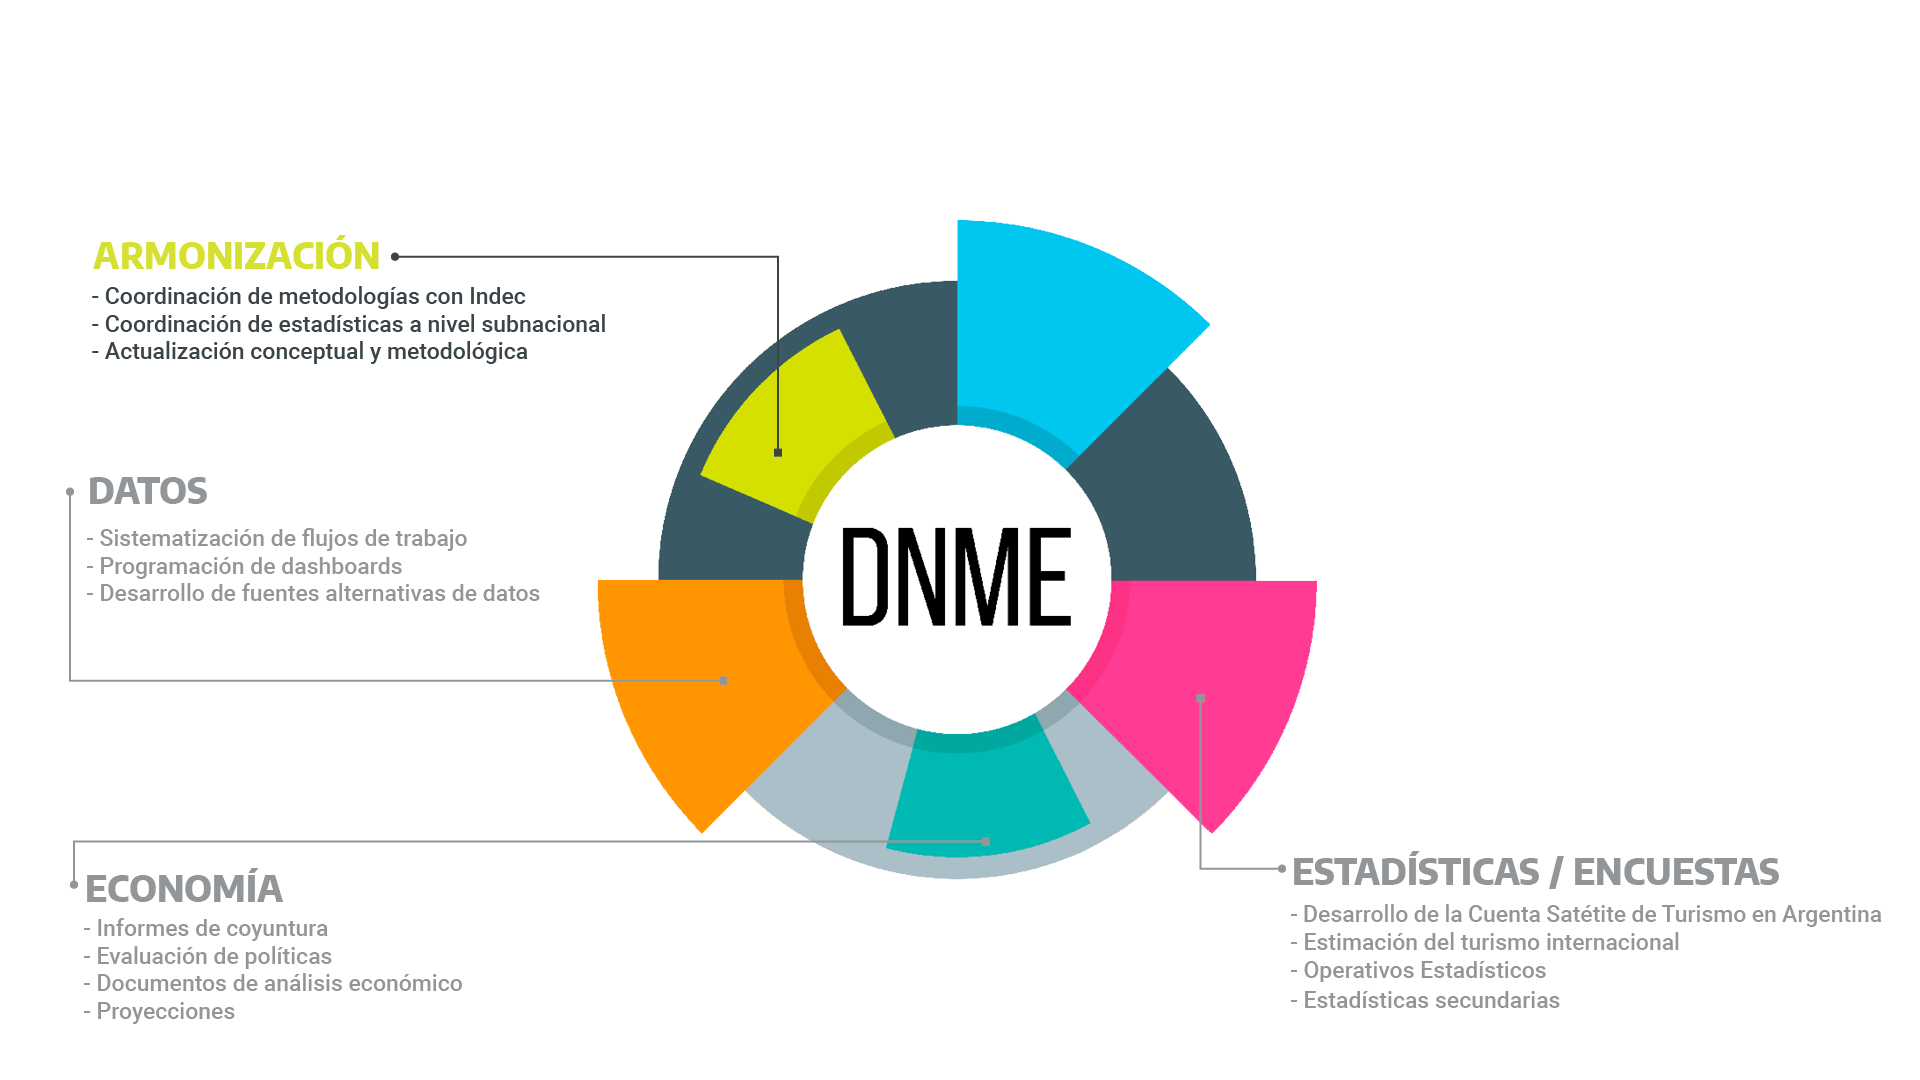 ARMONIZACIÓN
- Coordinación de metodologías con Indec
- Coordinación de estadísticas a nivel subnacional
- Actualización conceptual y metodológica
DATOS
- Sistematización de flujos de trabajo
- Programación de dashboards
- Desarrollo de fuentes alternativas de datos
DNME
ECONOMÍA
- Informes de coyuntura
- Evaluación de políticas
- Documentos de análisis económico
- Proyecciones
ESTADÍSTICAS / ENCUESTAS
- Desarrollo de la Cuenta Satétite de Turismo en Argentina
- Estimación del turismo internacional
- Operativos Estadísticos
- Estadísticas secundarias